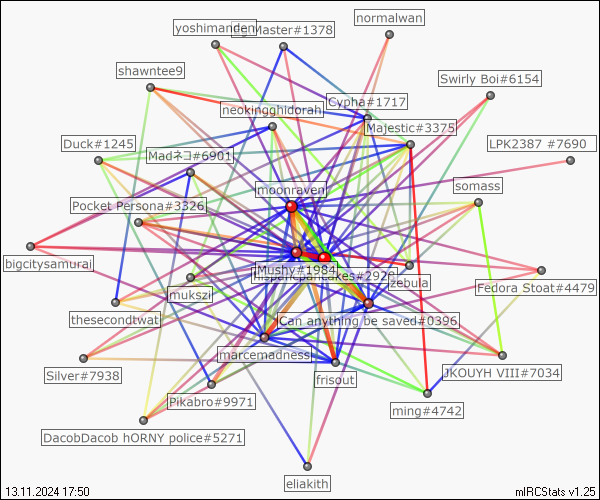 normalwan
yoshimanden
Master#1378
shawntee9
Swirly Boi#6154
neokingghidorah
Cypha#1717
Majestic#3375
Duck#1245
Madネコ#6901
LPK2387 #7690
moonraven
somass
Pocket Persona#3326
bigcitysamurai
Mushy#1984
mukszi
zebula
Fedora Stoat#4479
thesecondtwat
Can anything be saved#0396
marcemadness
Silver#7938
frisout
JKOUYH VIII#7034
Pikabro#9971
ming#4742
DacobDacob hORNY police#5271
eliakith
13.11.2024 17:50
mIRCStats v1.25